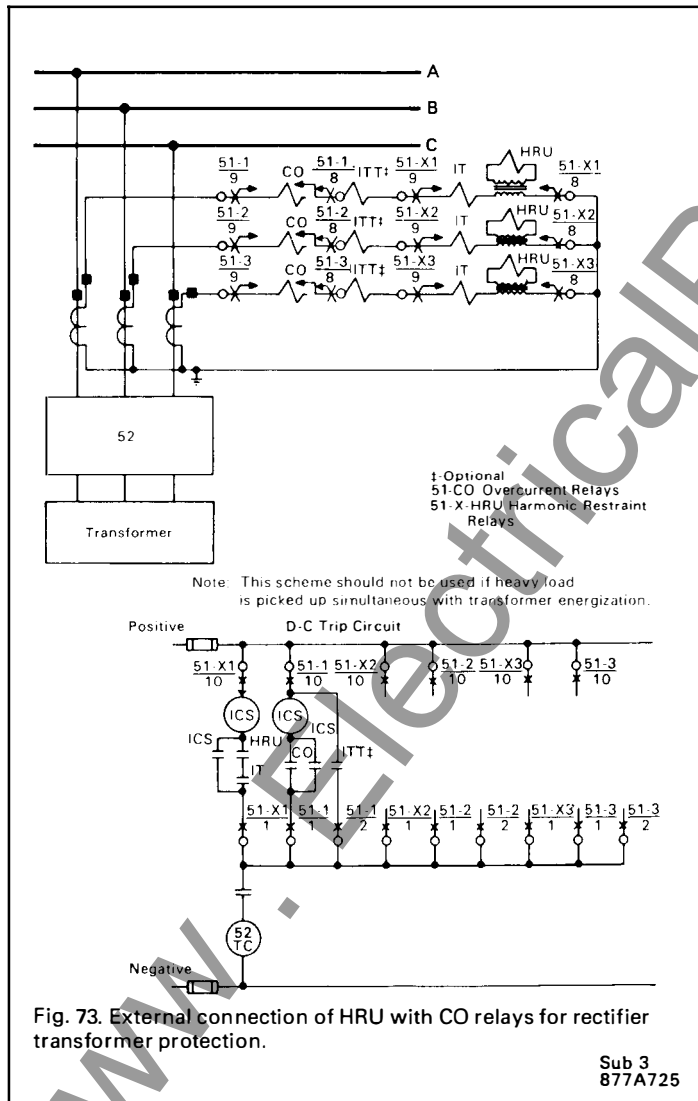 A
B
C
51-1 CO 51-1 ITT‡ 51-X1 IT HRU 51-X1
9 8 9 8
51-2 CO 51-2 ITT‡ 51-X2 IT HRU 51-X2
9 8 9 8
51-3 CO 51-3 ITT‡ 51-X3 IT HRU 51-X3
9 8 9 8
52
Transformer
‡-Optional
51-CO Overcurrent Relays
51-X-HRU Harmonic Restraint
Relays
Note: This scheme should not be used if heavy load
is picked up simultaneous with transformer energization.
Positive D-C Trip Circuit
51-X1 51-1 51-X2 51-2 51-X3 51-3
10 10 10 10 10 10
ICS ICS
ICS HRU CO ICS ITT‡
IT
51-X1 51-1 51-1 51-X2 51-2 51-2 51-X3 51-3 51-3
1 1 2 1 1 2 1 1 2
52
TC
Negative
Fig. 73. External connection of HRU with CO relays for rectifier
transformer protection.
Sub 3
877A725